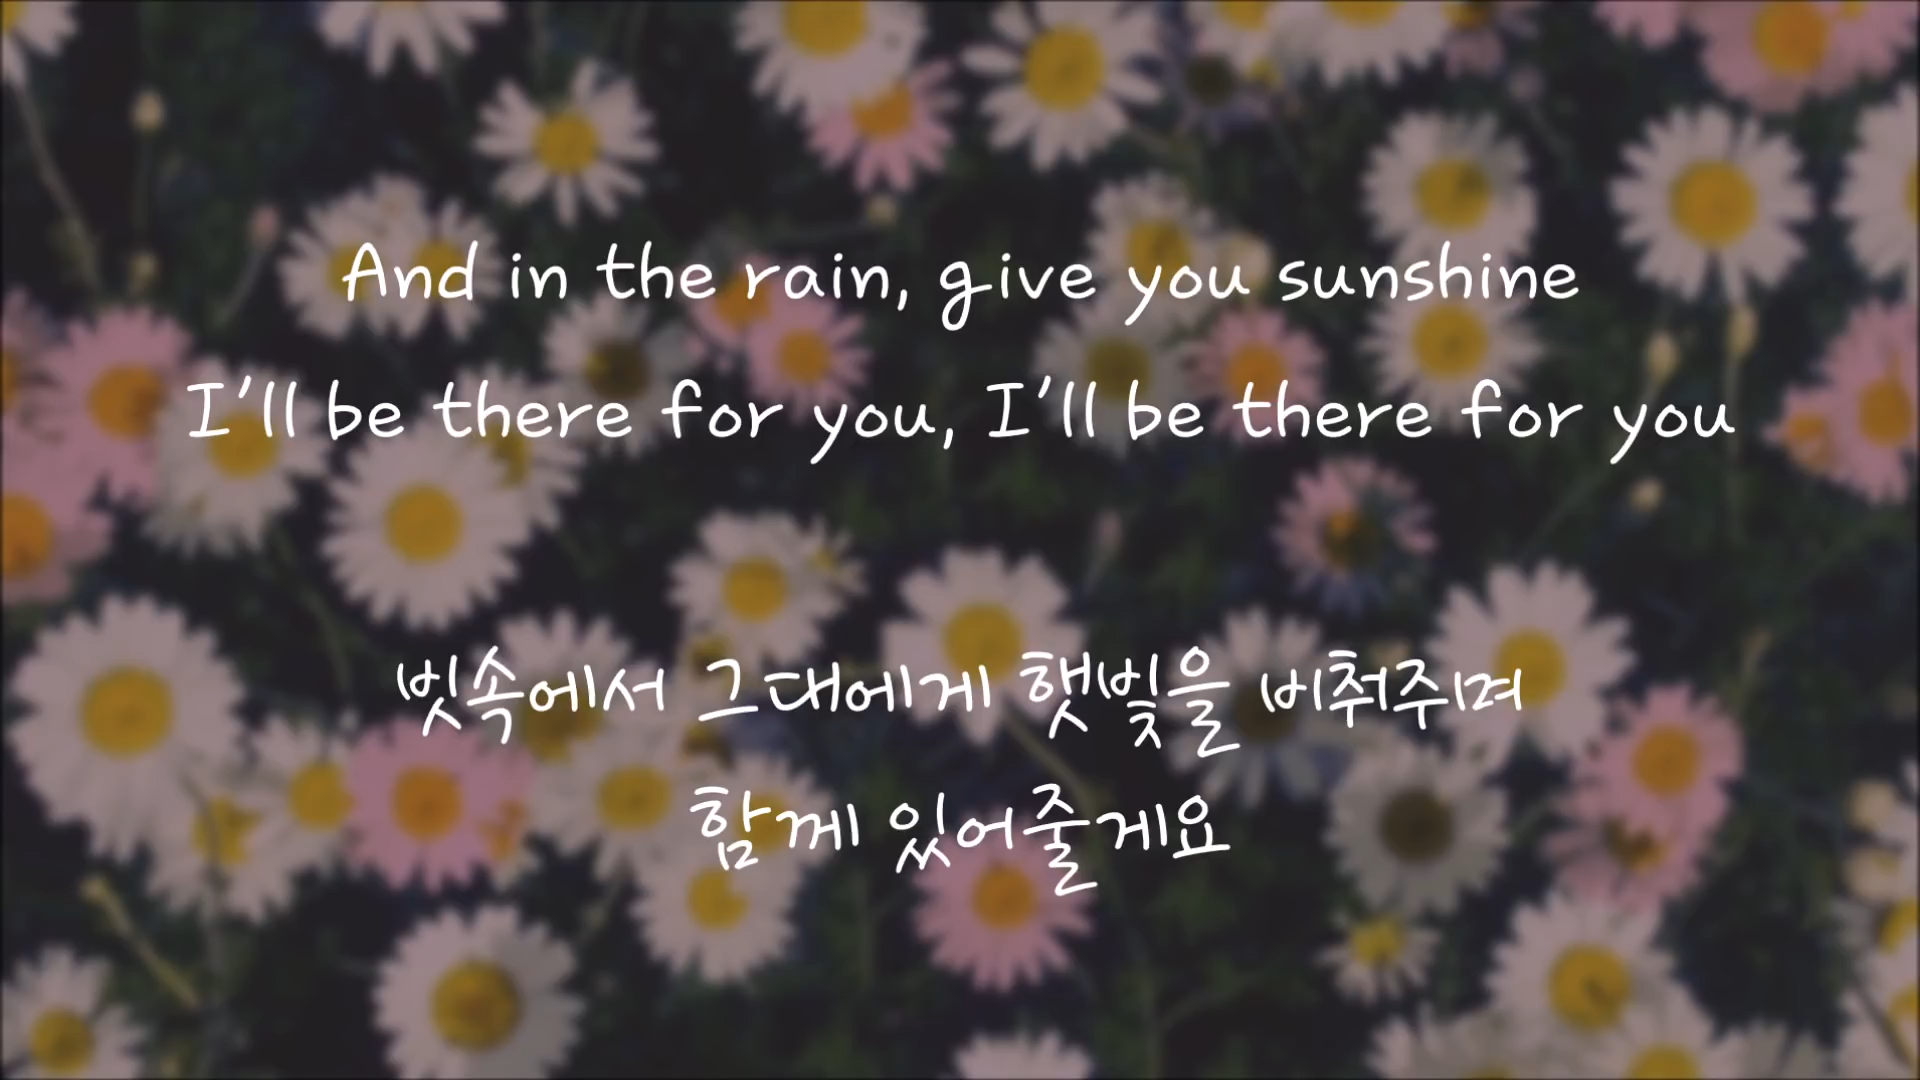 And in the rain, give you sunshine
I'll be there for you, I'll be there for you
빗속에서 그대에게 햇빛을 비춰주며
함께 있어줄게요